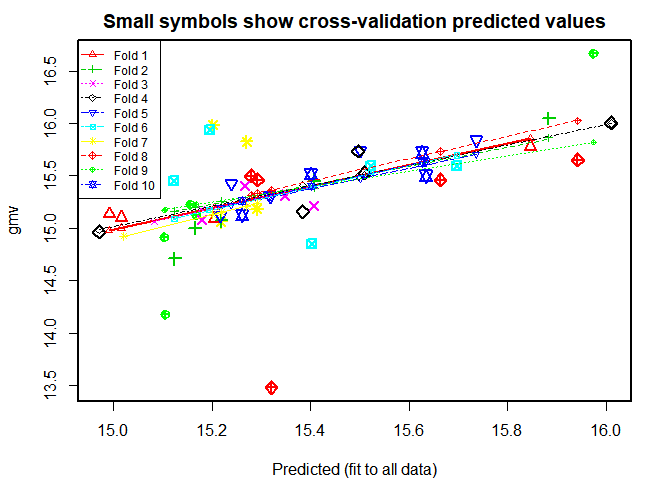 Small symbols show cross-validation predicted values
Fold 1
Fold 2
Fold 3
Fold 4
Fold 5
Fold 6
Fold 7
Fold 8
Fold 9
Fold 10
gmv
16.5
16.0
15.5
15.0
14.5
14.0
13.5
15.0 15.2 15.4 15.6 15.8 16.0
Predicted (fit to all data)